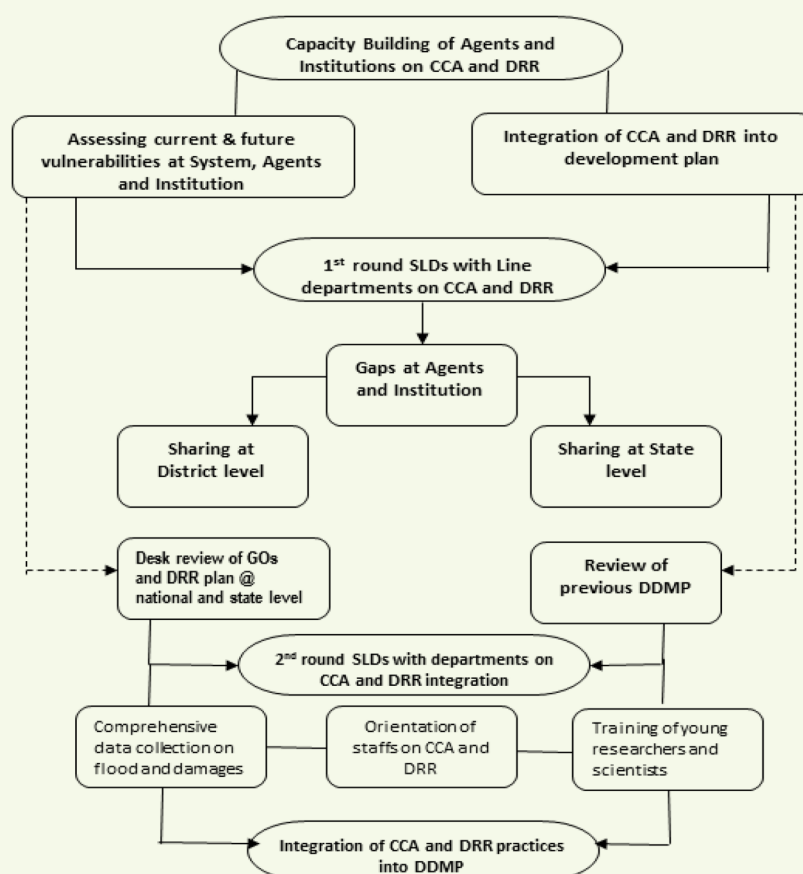 Capacity Building of Agents and
Institutions on CCA and DRR
Assessing current & future
vulnerabilities at System, Agents
and Institution
Integration of CCA and DRR into
development plan
1st round SLDs with Line
departments on CCA and DRR
Gaps at Agents
and Institution
Sharing at
District level
Sharing at State
level
Desk review of GOs
and DRR plan @
national and state level
Review of
previous DDMP
2nd round SLDs with departments on
CCA and DRR integration
Comprehensive
data collection on
flood and damages
Orientation of
staffs on CCA and
DRR
Training of young
researchers and
scientists
Integration of CCA and DRR practices
into DDMP